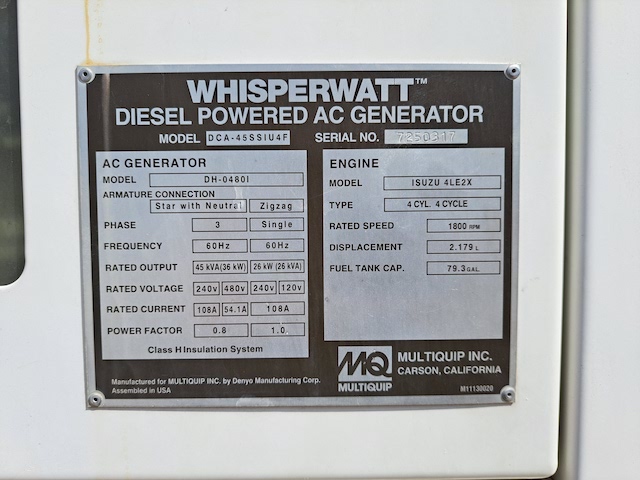 WHISPERWATT™
DIESEL POWERED AC GENERATOR
MODEL DCA-45SSIU4F SERIAL NO. 7250317
AC GENERATOR
MODEL DH-0480I
ARMATURE CONNECTION
Star with Neutral Zigzag
PHASE 3 Single
FREQUENCY 60Hz 60Hz
RATED OUTPUT 45 kVA(36 kW) 26 kW (26 kVA)
RATED VOLTAGE 240v 480v 240v 120v
RATED CURRENT 108A 54.1A 108A
POWER FACTOR 0.8 1.0
Class H Insulation System
ENGINE
MODEL ISUZU 4LE2X
TYPE 4 CYL. 4 CYCLE
RATED SPEED 1800 RPM
DISPLACEMENT 2.179 L
FUEL TANK CAP. 79.3 GAL.
Manufactured for MULTIQUIP INC. by Denyo Manufacturing Corp.
Assembled in USA
MQ
MULTIQUIP
MULTIQUIP INC.
CARSON, CALIFORNIA
M11130020